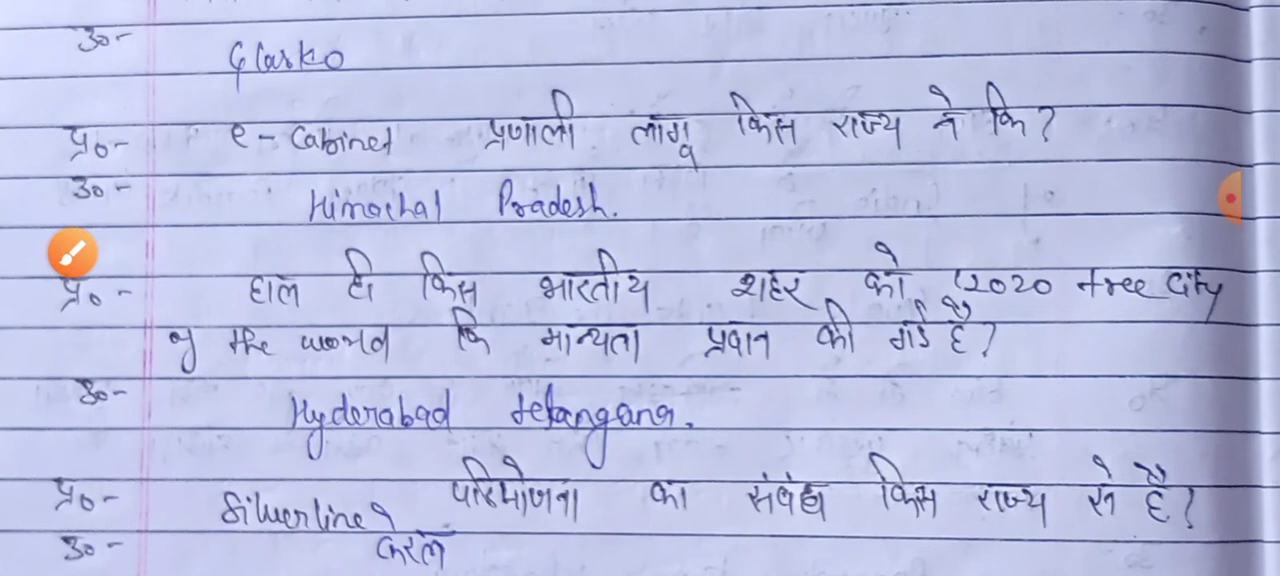 उ०- Glasko
प्र०- e-Cabinet प्रणाली लागू किस राज्य ने कि?
उ०- Himachal Pradesh.
प्र०- हाल ही किस भारतीय शहर को (2020 tree City
of the world कि मान्यता प्रदान की गई है?
उ०- Hyderabad telangana.
प्र०- Silverline परियोजना का संबंध किस राज्य से है?
उ०- केरल